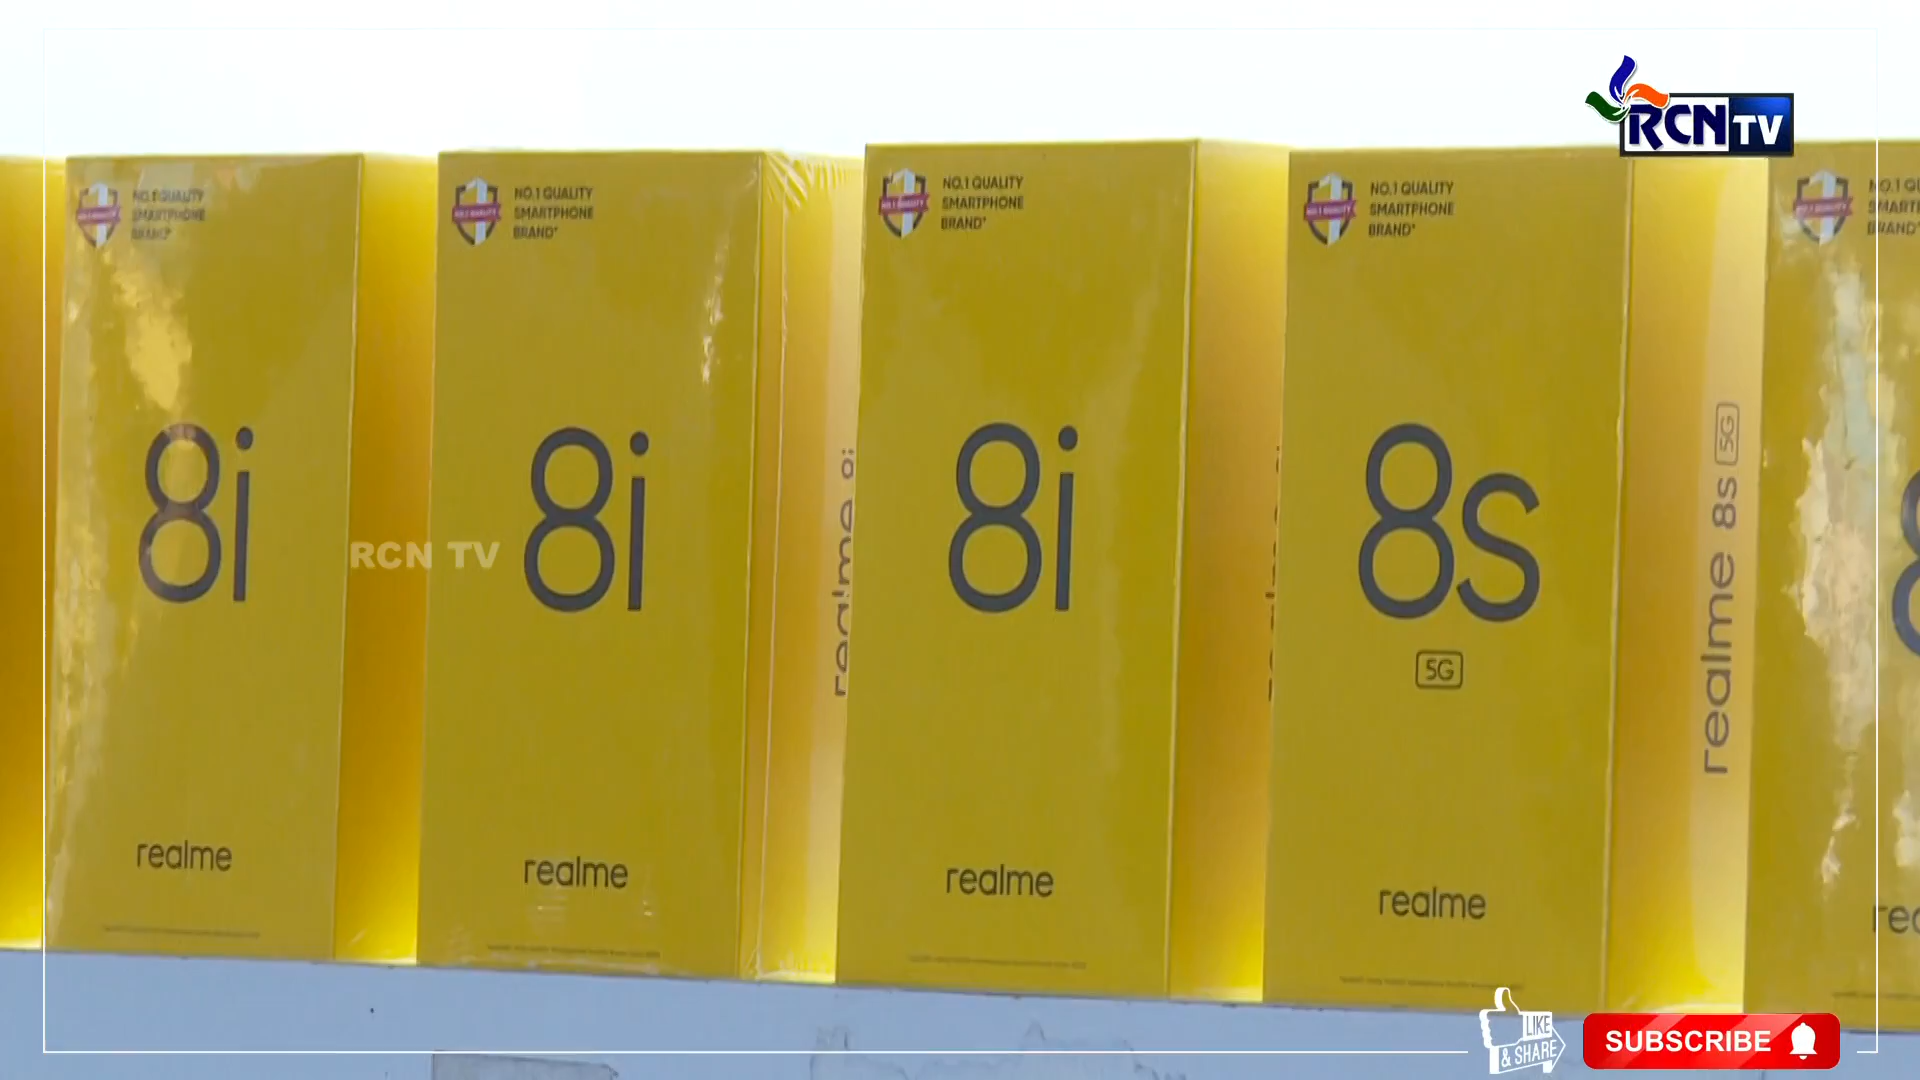 RCN TV
NO.1 QUALITY
SMARTPHONE
BRAND*
8i
realme
NO.1 QUALITY
SMARTPHONE
BRAND*
8i
realme
realme 8i
NO.1 QUALITY
SMARTPHONE
BRAND*
8i
realme
NO.1 QUALITY
SMARTPHONE
BRAND*
8s
5G
realme
realme 8s 5G
RCN TV
LIKE
& SHARE
SUBSCRIBE